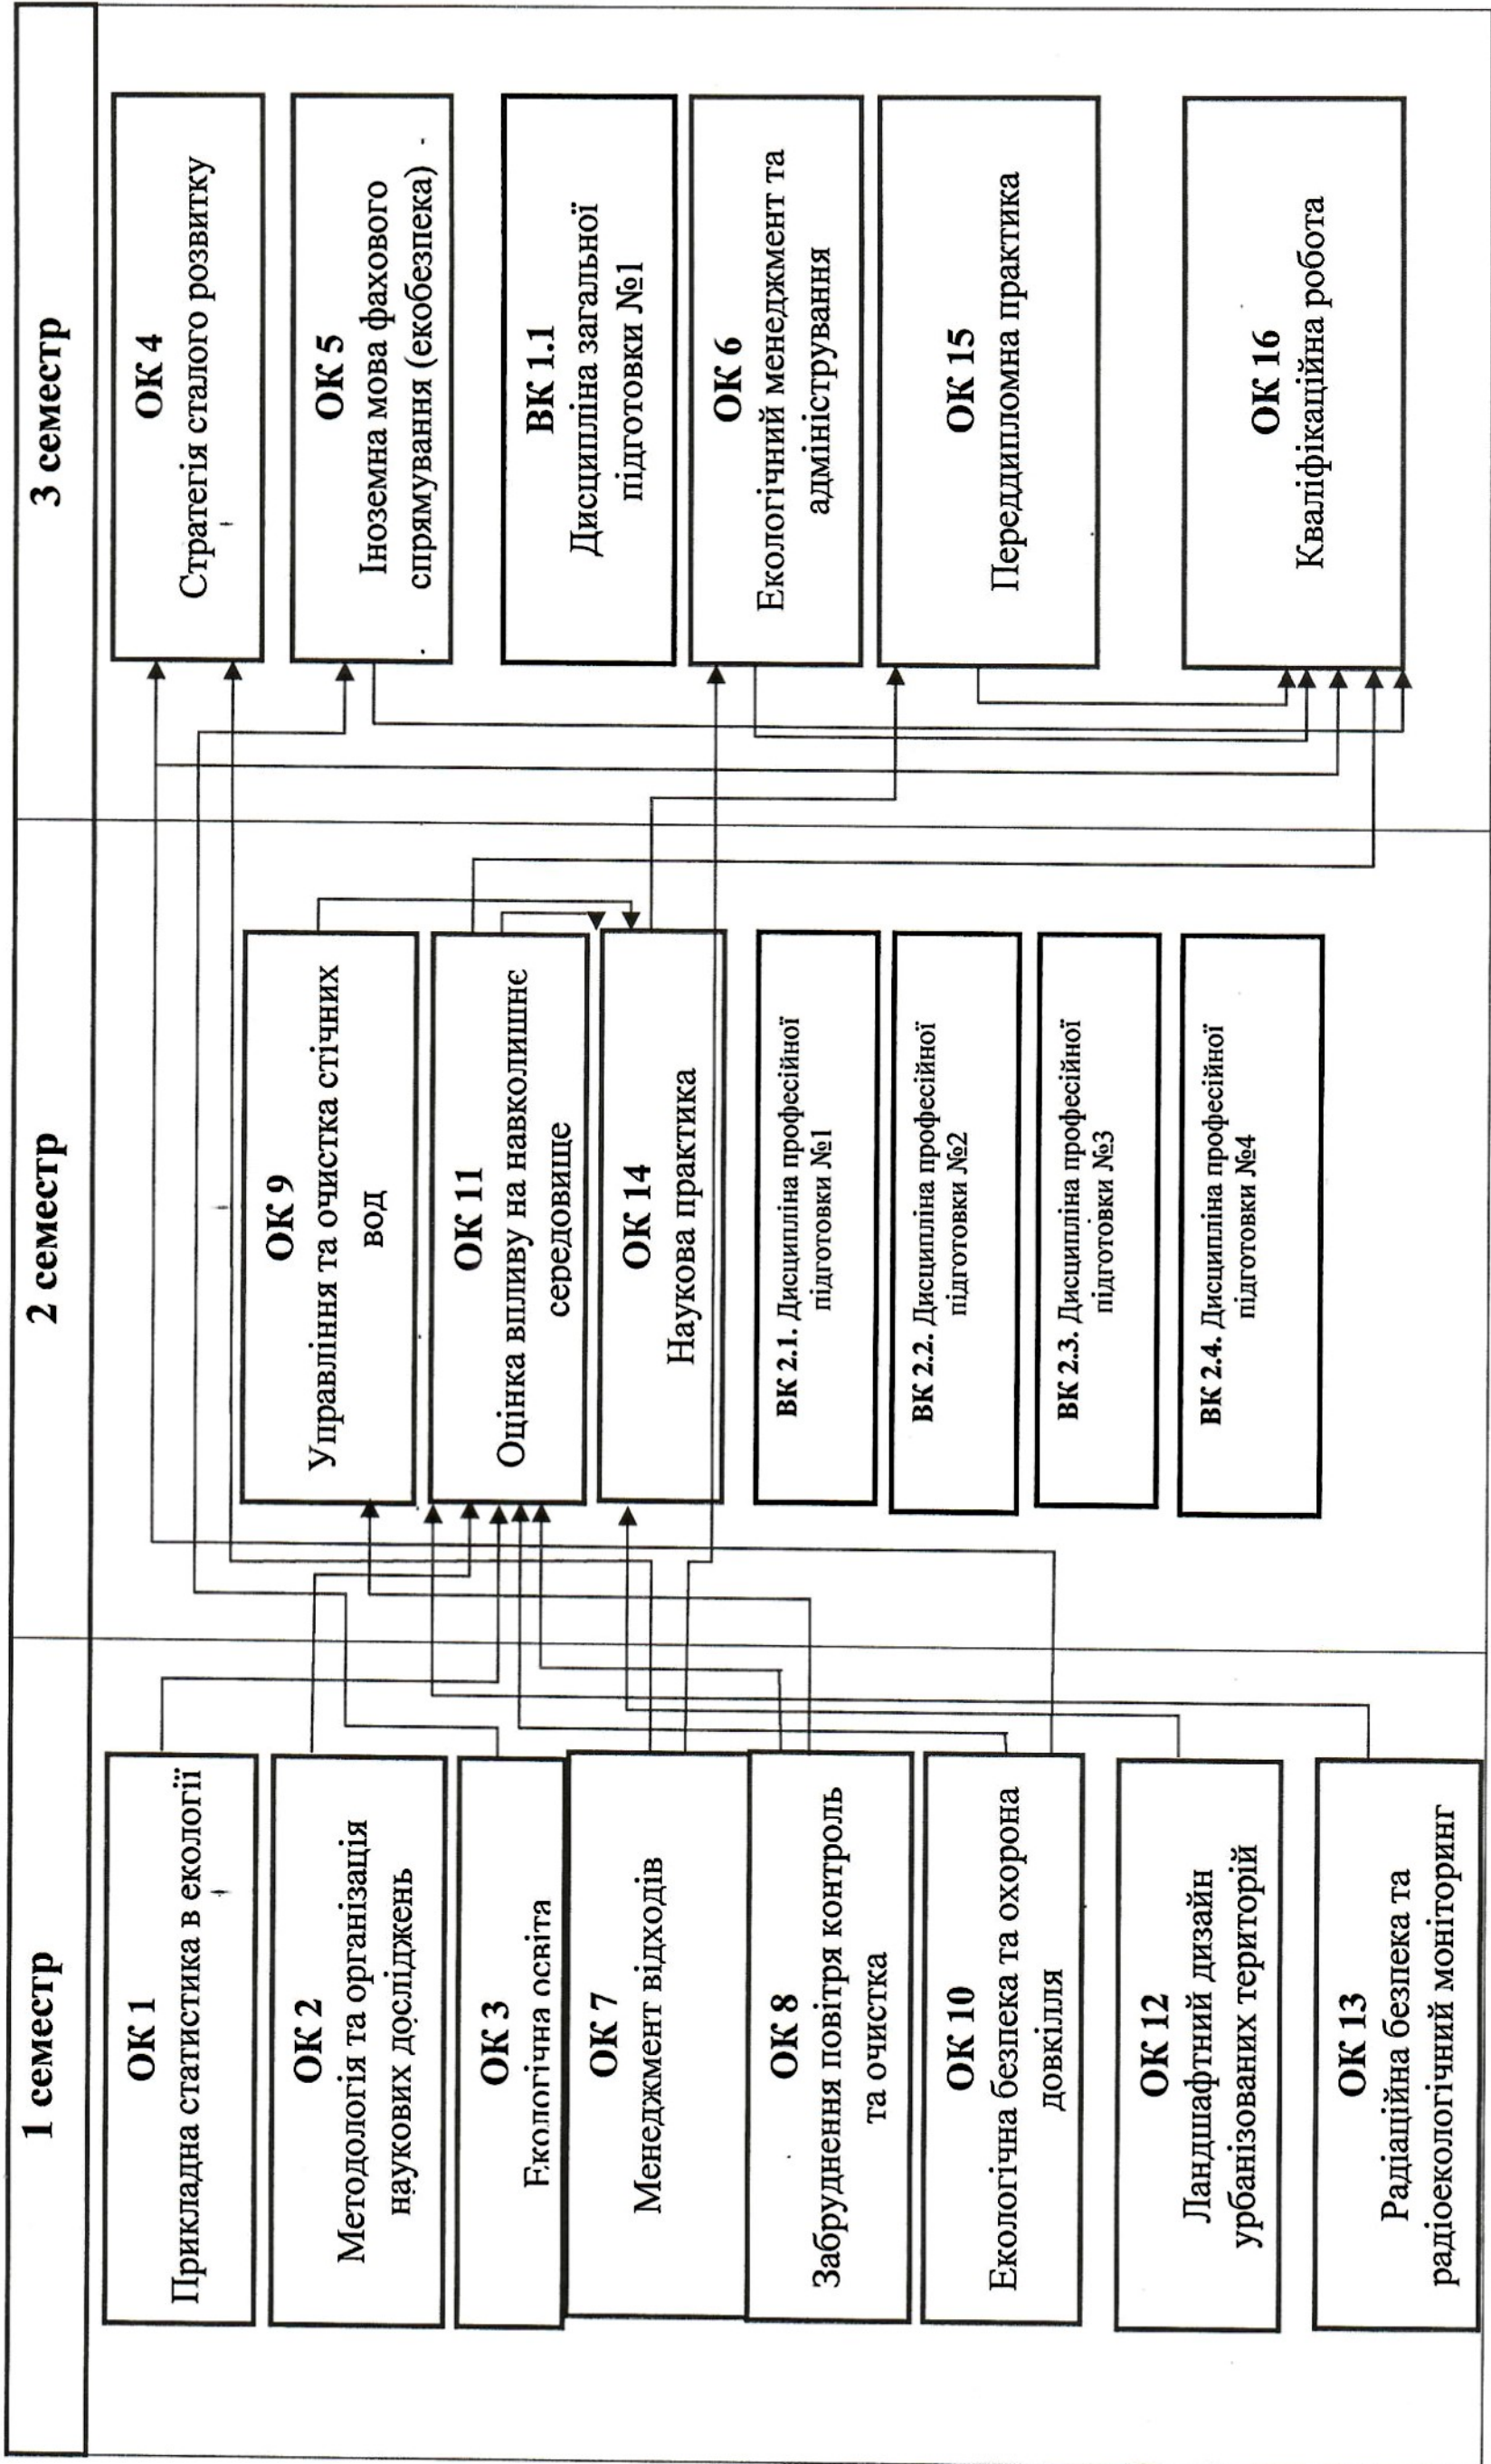 1 семестр
2 семестр
3 семестр
ОК 1
Прикладна статистика в екології
ОК 2
Методологія та організація
наукових досліджень
ОК 3
Екологічна освіта
ОК 7
Менеджмент відходів
ОК 8
Забруднення повітря контроль
та очистка
ОК 10
Екологічна безпека та охорона
довкілля
ОК 12
Ландшафтний дизайн
урбанізованих територій
ОК 13
Радіаційна безпека та
радіоекологічний моніторинг
ОК 9
Управління та очистка стічних
вод
ОК 11
Оцінка впливу на навколишнє
середовище
ОК 14
Наукова практика
ВК 2.1. Дисципліна професійної
підготовки №1
ВК 2.2. Дисципліна професійної
підготовки №2
ВК 2.3. Дисципліна професійної
підготовки №3
ВК 2.4. Дисципліна професійної
підготовки №4
ОК 4
Стратегія сталого розвитку
ОК 5
Іноземна мова фахового
спрямування (екобезпека)
ВК 1.1
Дисципліна загальної
підготовки №1
ОК 6
Екологічний менеджмент та
адміністрування
ОК 15
Переддипломна практика
ОК 16
Кваліфікаційна робота